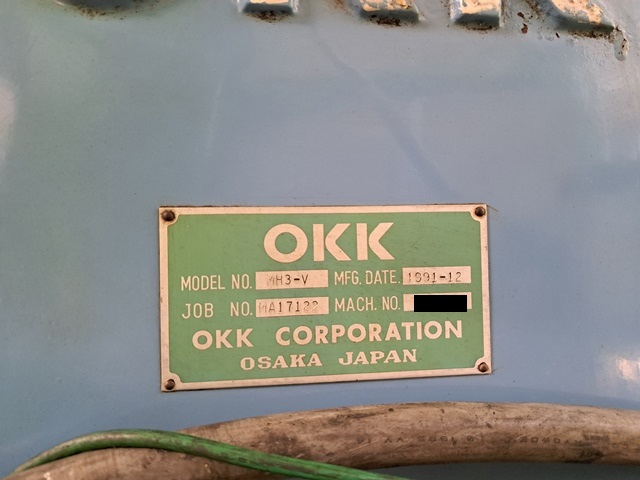 OKK
MODEL NO. MH3-V MFG. DATE. 1991-12
JOB NO. MA17122 MACH. NO.
OKK CORPORATION
OSAKA JAPAN